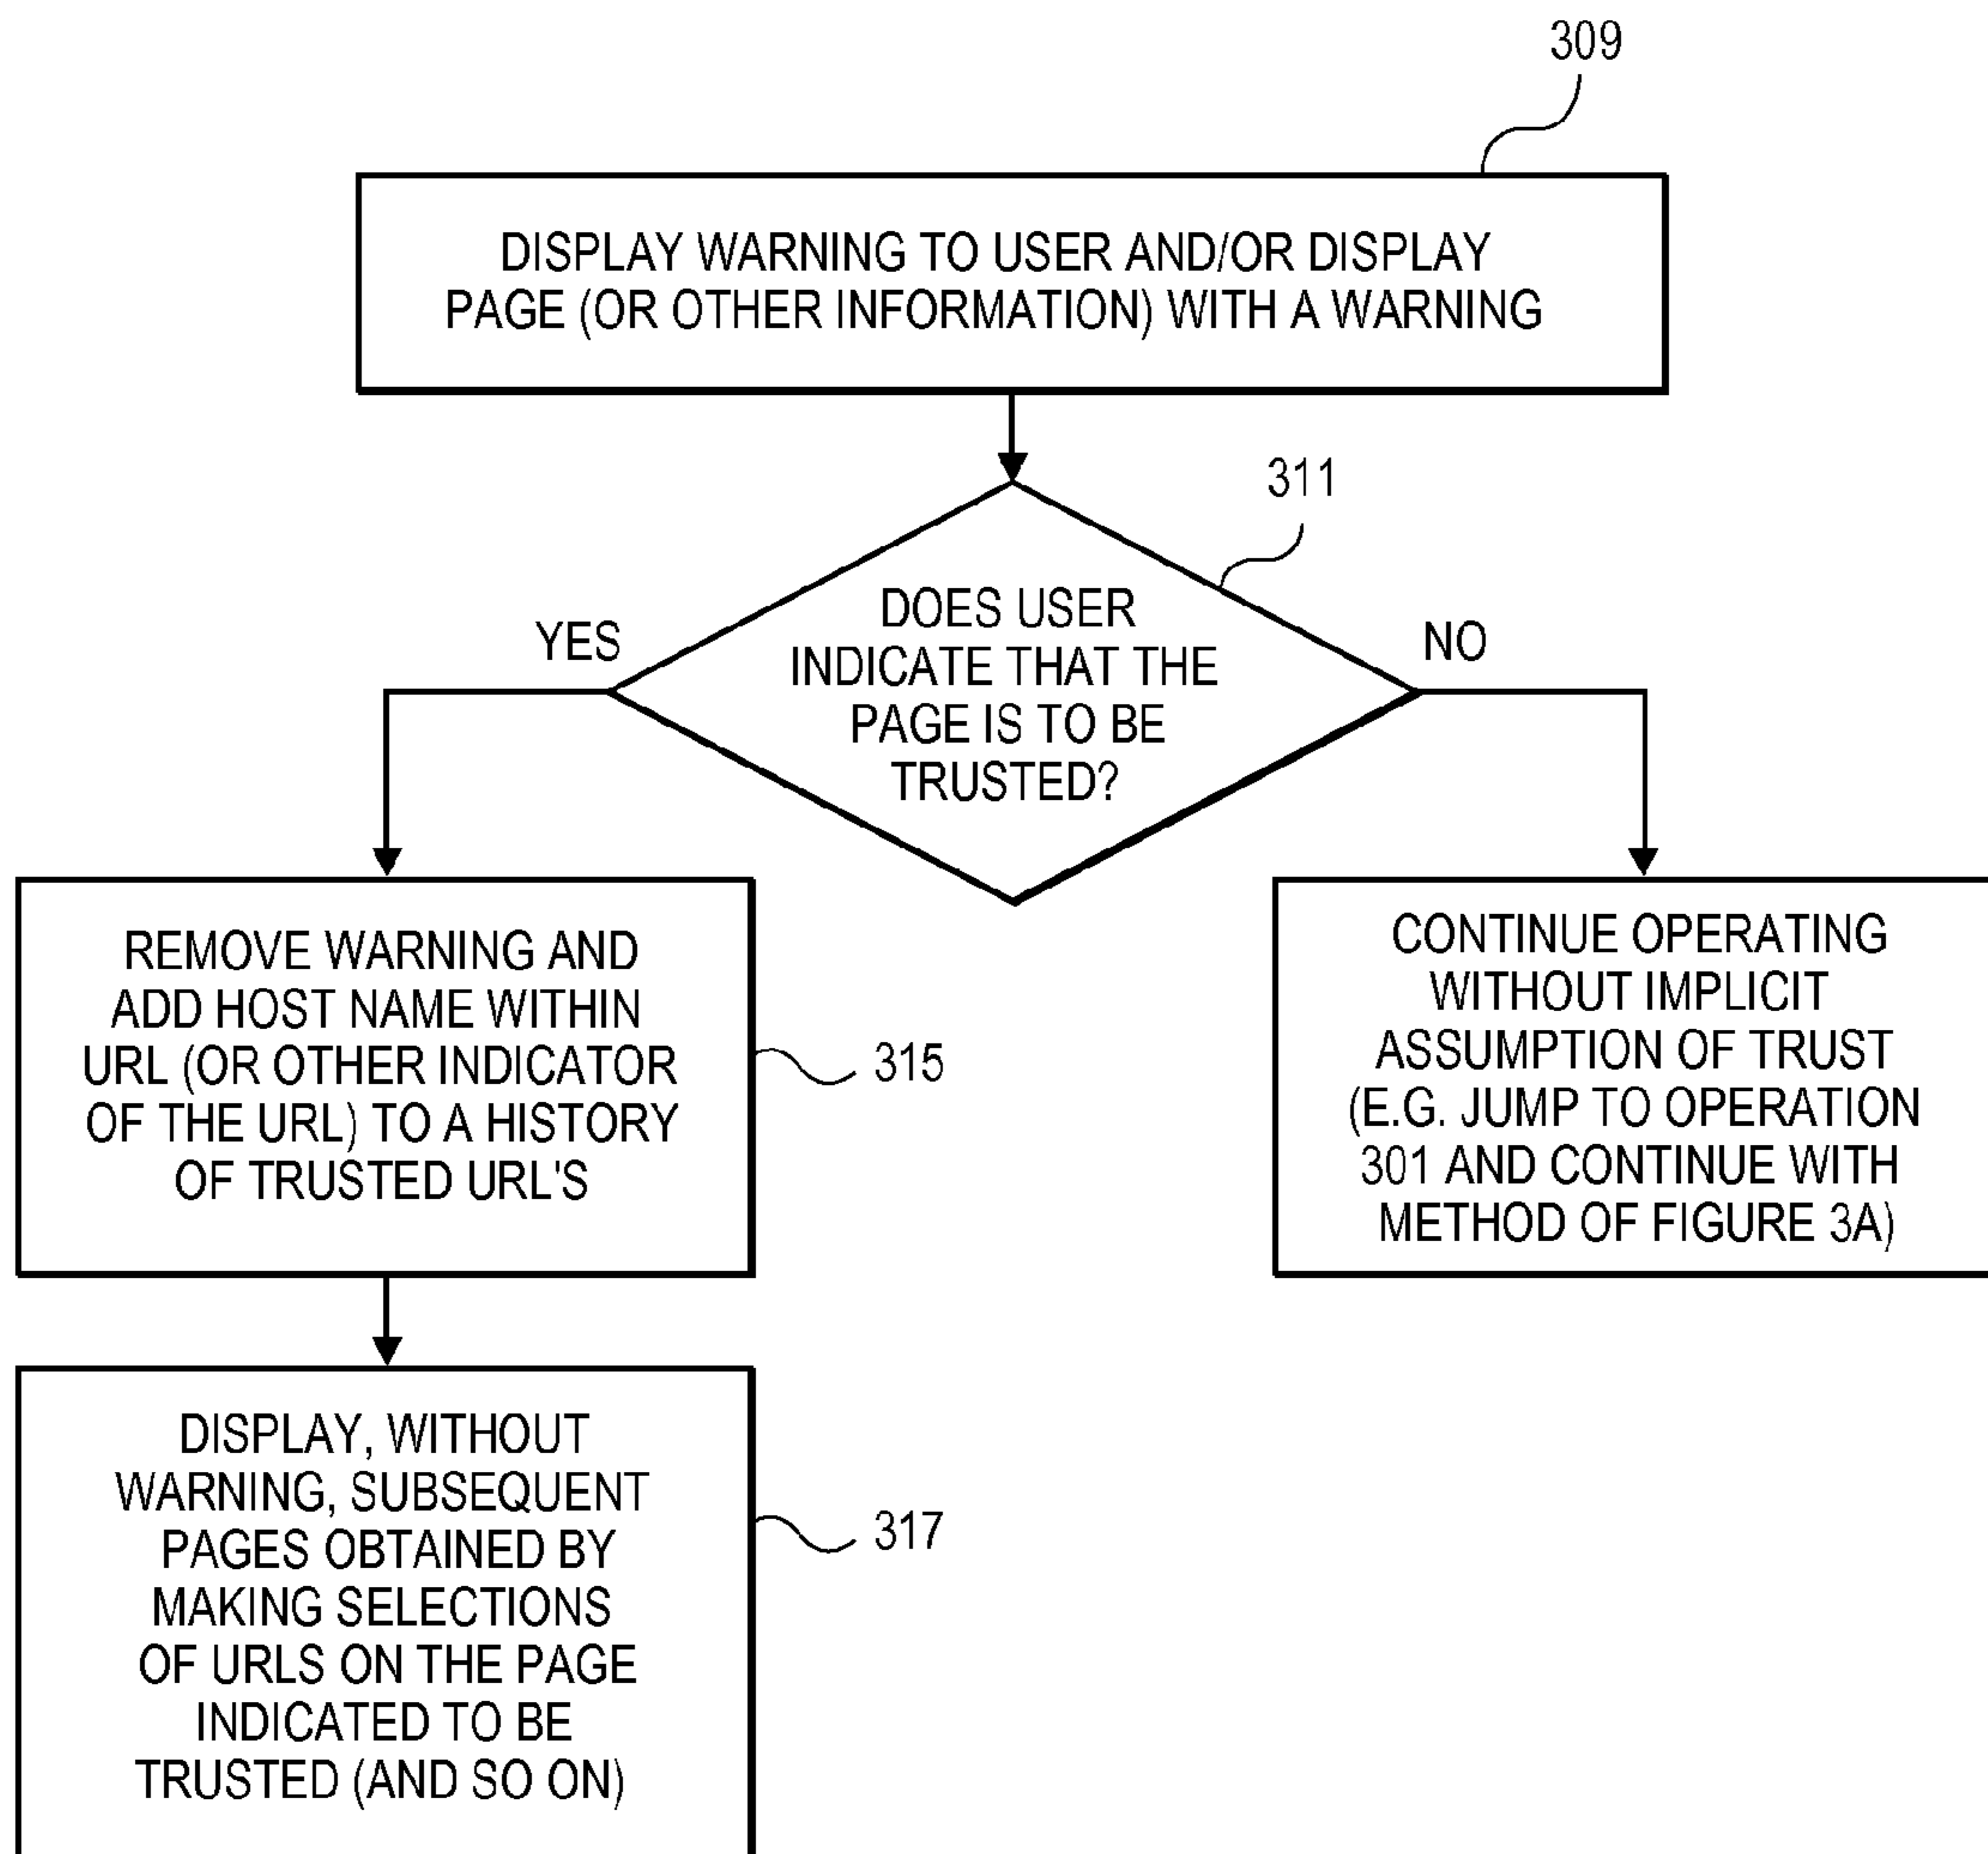 309
DISPLAY WARNING TO USER AND/OR DISPLAY
PAGE (OR OTHER INFORMATION) WITH A WARNING
311
DOES USER
INDICATE THAT THE
PAGE IS TO BE
TRUSTED?
YES
NO
REMOVE WARNING AND
ADD HOST NAME WITHIN
URL (OR OTHER INDICATOR
OF THE URL) TO A HISTORY
OF TRUSTED URL'S
315
CONTINUE OPERATING
WITHOUT IMPLICIT
ASSUMPTION OF TRUST
(E.G. JUMP TO OPERATION
301 AND CONTINUE WITH
METHOD OF FIGURE 3A)
DISPLAY, WITHOUT
WARNING, SUBSEQUENT
PAGES OBTAINED BY
MAKING SELECTIONS
OF URLS ON THE PAGE
INDICATED TO BE
TRUSTED (AND SO ON)
317